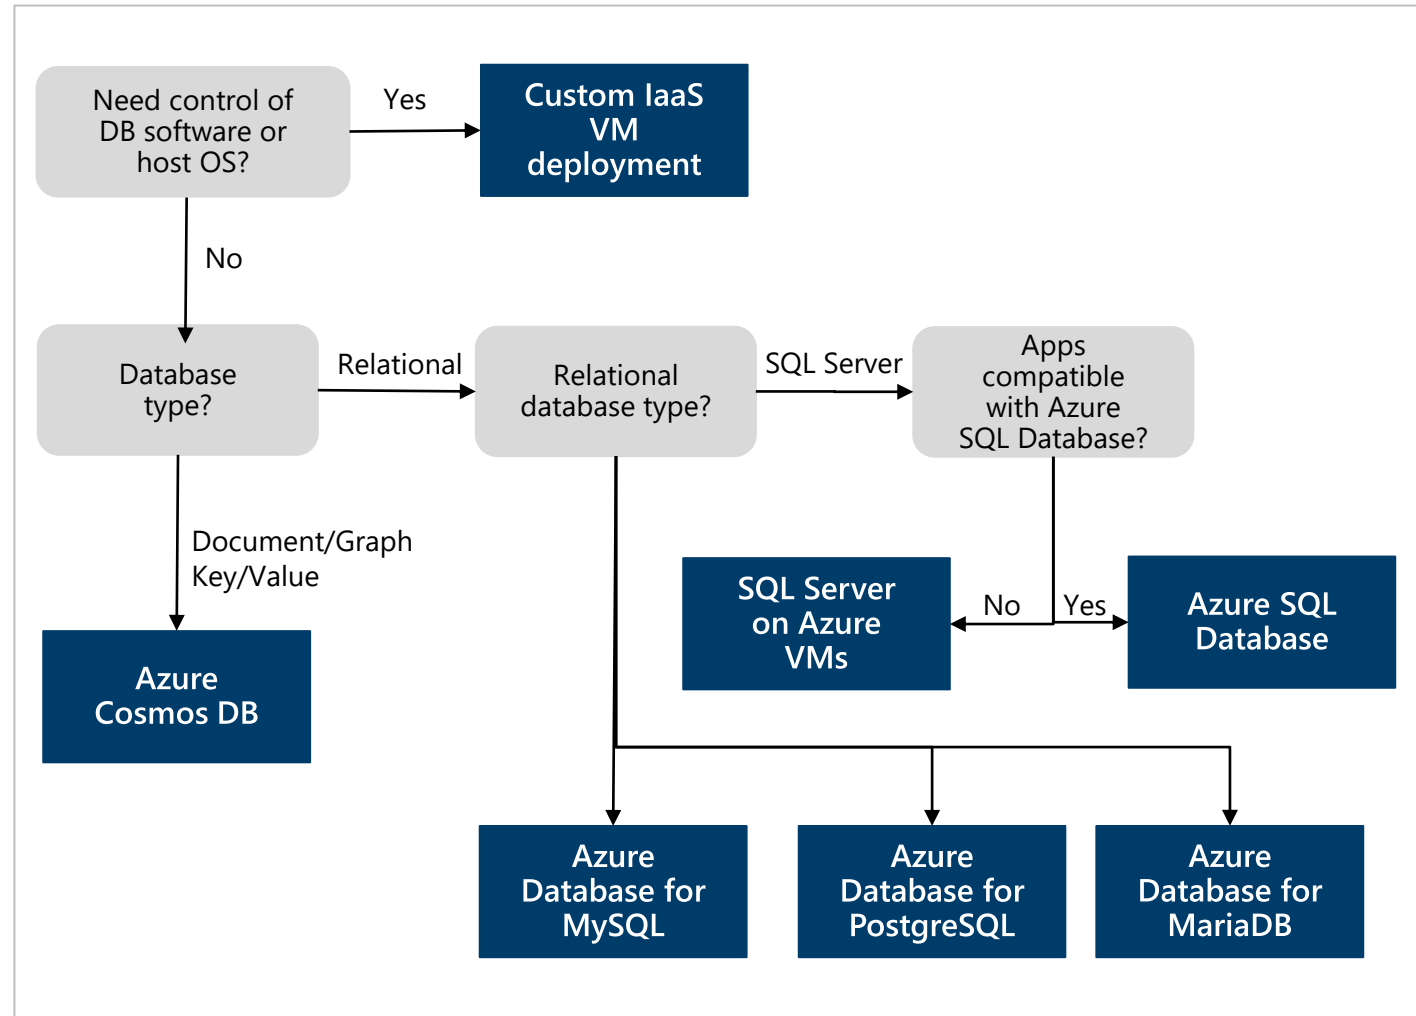 Need control of
DB software or
host OS?
Yes
Custom IaaS
VM
deployment
No
Database
type?
Relational
Relational
database type?
SQL Server
Apps
compatible
with Azure
SQL Database?
Document/Graph
Key/Value
Azure
Cosmos DB
SQL Server
on Azure
VMs
No
Yes
Azure SQL
Database
Azure
Database for
MySQL
Azure
Database for
PostgreSQL
Azure
Database for
MariaDB